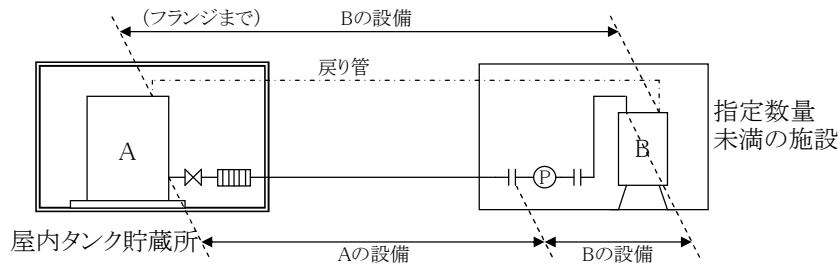 (フランジまで)
Bの設備
戻り管
A
B
P
指定数量
未満の施設
屋内タンク貯蔵所
Aの設備
Bの設備